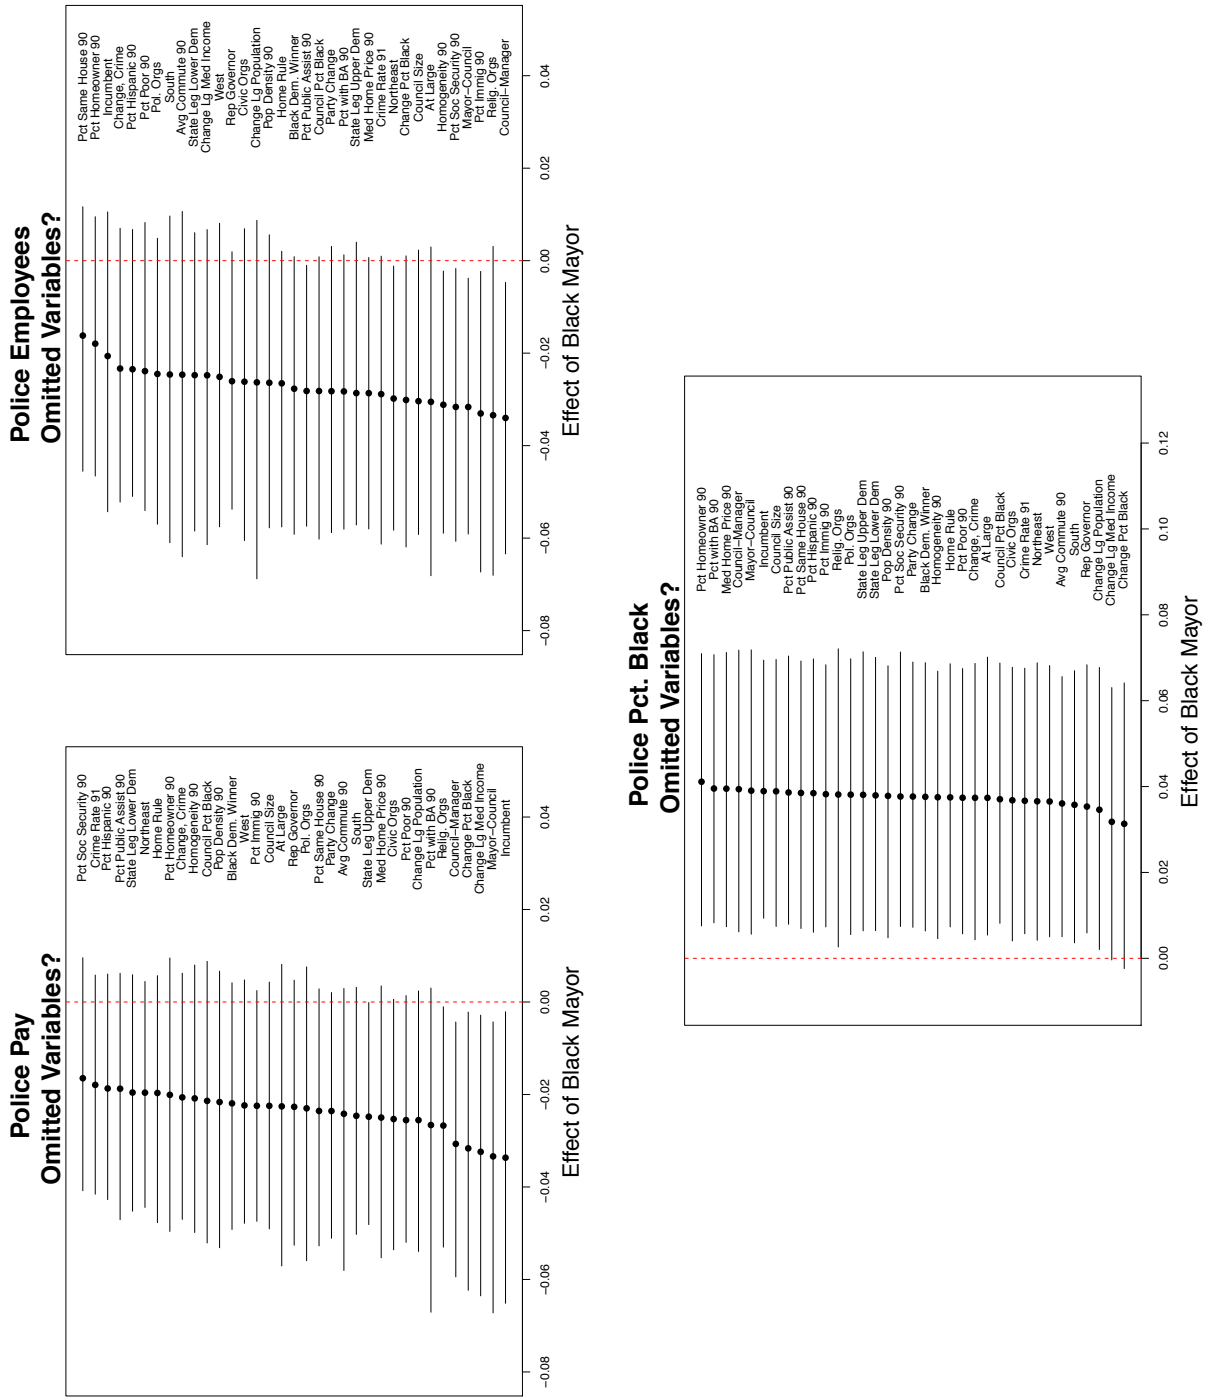 Police Pay
Omitted Variables?
Pct Soc Security 90
Crime Rate 91
Pct Hispanic 90
Pct Public Assist 90
State Leg Lower Dem
Northeast
Home Rule
Pct Homeowner 90
Change, Crime
Homogeneity 90
Council Pct Black
Pop Density 90
Black Dem. Winner
West
Pct Immig 90
Council Size
At Large
Rep Governor
Pol. Orgs
Pct Same House 90
Party Change
Avg Commute 90
South
State Leg Upper Dem
Med Home Price 90
Civic Orgs
Pct Poor 90
Change Lg Population
Pct with BA 90
Relig. Orgs
Council−Manager
Change Pct Black
Change Lg Med Income
Mayor−Council
Incumbent
−0.08 −0.06 −0.04 −0.02 0.00 0.02 0.04
Effect of Black Mayor
Police Employees
Omitted Variables?
Pct Same House 90
Pct Homeowner 90
Incumbent
Change, Crime
Pct Hispanic 90
Pct Poor 90
Pol. Orgs
South
Avg Commute 90
State Leg Lower Dem
Change Lg Med Income
West
Rep Governor
Civic Orgs
Change Lg Population
Pop Density 90
Home Rule
Black Dem. Winner
Pct Public Assist 90
Council Pct Black
Party Change
Pct with BA 90
State Leg Upper Dem
Med Home Price 90
Crime Rate 91
Northeast
Change Pct Black
Council Size
At Large
Homogeneity 90
Pct Soc Security 90
Mayor−Council
Pct Immig 90
Relig. Orgs
Council−Manager
−0.08 −0.06 −0.04 −0.02 0.00 0.02 0.04
Effect of Black Mayor
Police Pct. Black
Omitted Variables?
Pct Homeowner 90
Pct with BA 90
Med Home Price 90
Council−Manager
Mayor−Council
Incumbent
Council Size
Pct Public Assist 90
Pct Same House 90
Pct Hispanic 90
Pct Immig 90
Relig. Orgs
Pol. Orgs
State Leg Upper Dem
State Leg Lower Dem
Pop Density 90
Pct Soc Security 90
Party Change
Black Dem. Winner
Homogeneity 90
Home Rule
Pct Poor 90
Change, Crime
At Large
Council Pct Black
Civic Orgs
Crime Rate 91
Northeast
West
Avg Commute 90
South
Rep Governor
Change Lg Population
Change Lg Med Income
Change Pct Black
0.00 0.02 0.04 0.06 0.08 0.10 0.12
Effect of Black Mayor